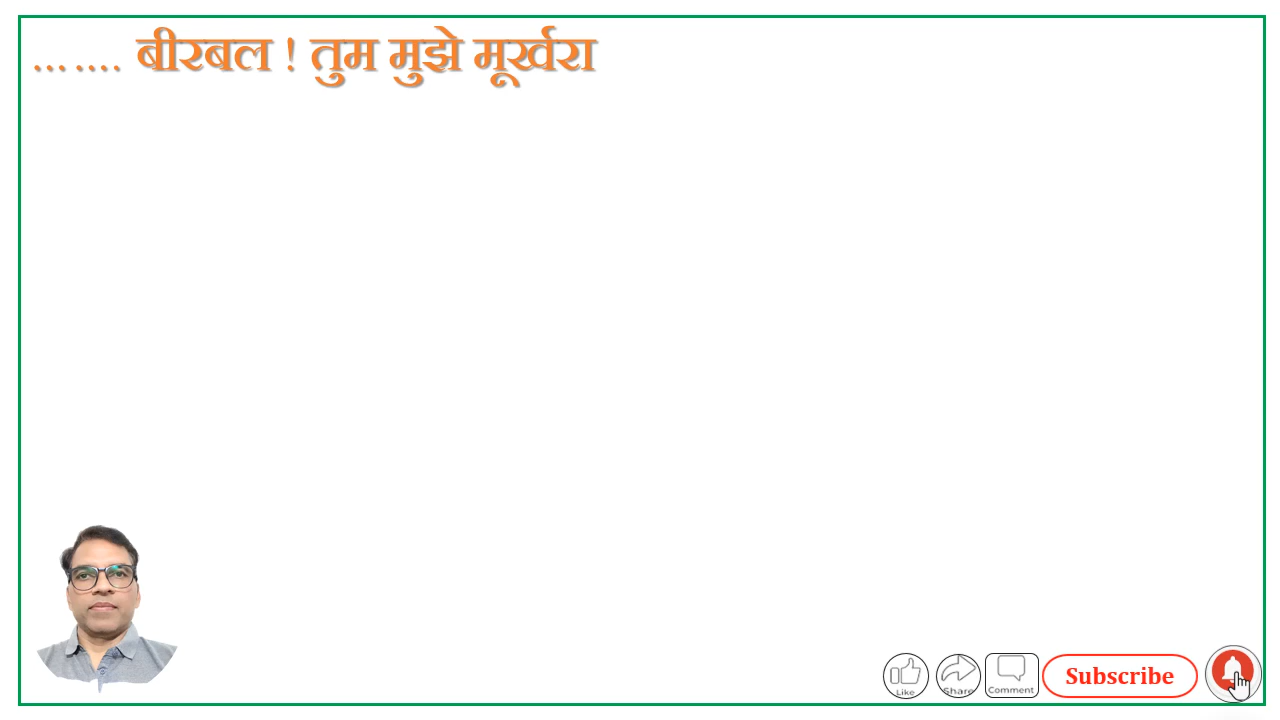 ....... बीरबल ! तुम मुझे मूर्खरा
Like
Share
Comment
Subscribe